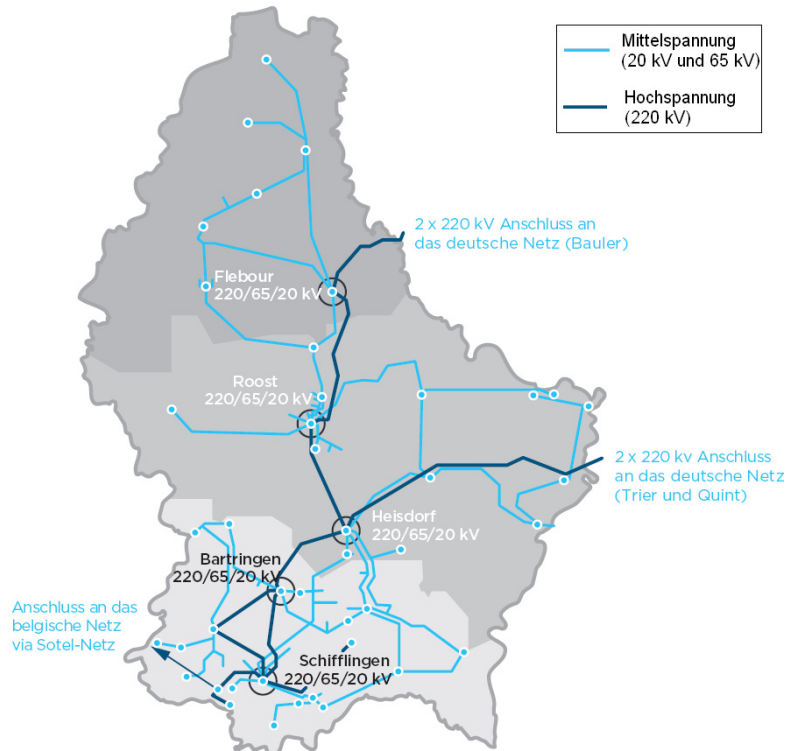 Mittelspannung
(20 kV und 65 kV)
Hochspannung
(220 kV)
2 x 220 kV Anschluss an
das deutsche Netz (Bauler)
Flebour
220/65/20 kV
Roost
220/65/20 kV
2 x 220 kv Anschluss
an das deutsche Netz
(Trier und Quint)
Heisdorf
220/65/20 kV
Bartringen
220/65/20 kV
Anschluss an das
belgische Netz
via Sotel-Netz
Schifflingen
220/65/20 kV